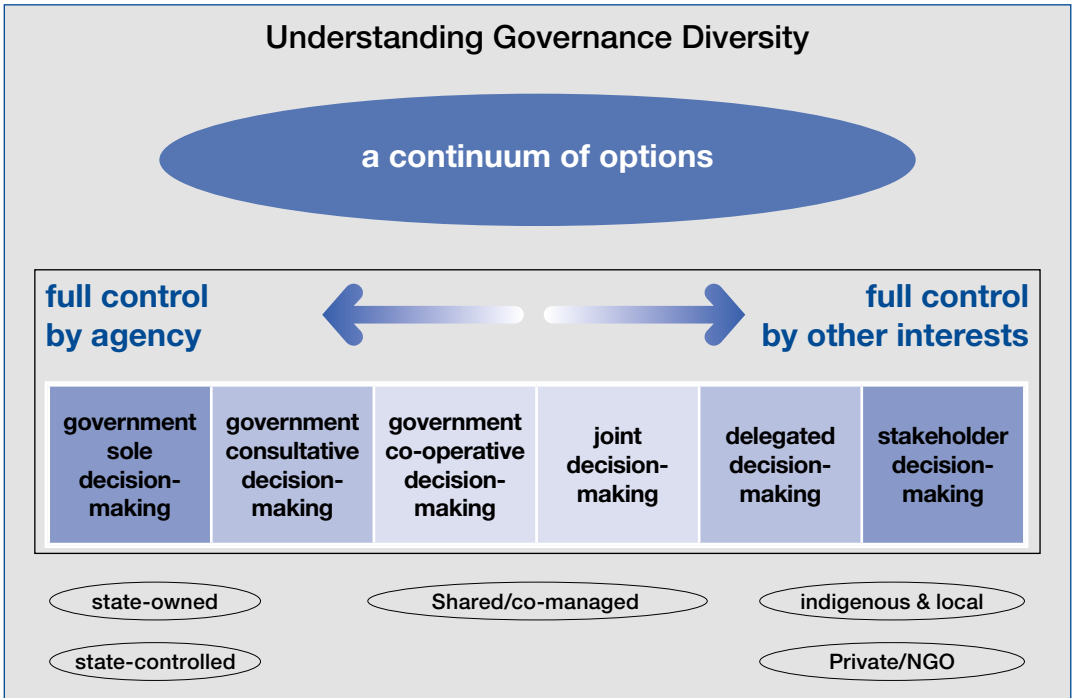 Understanding Governance Diversity
a continuum of options
full control
by agency
full control
by other interests
government
sole
decision-
making
government
consultative
decision-
making
government
co-operative
decision-
making
joint
decision-
making
delegated
decision-
making
stakeholder
decision-
making
state-owned
Shared/co-managed
indigenous & local
state-controlled
Private/NGO